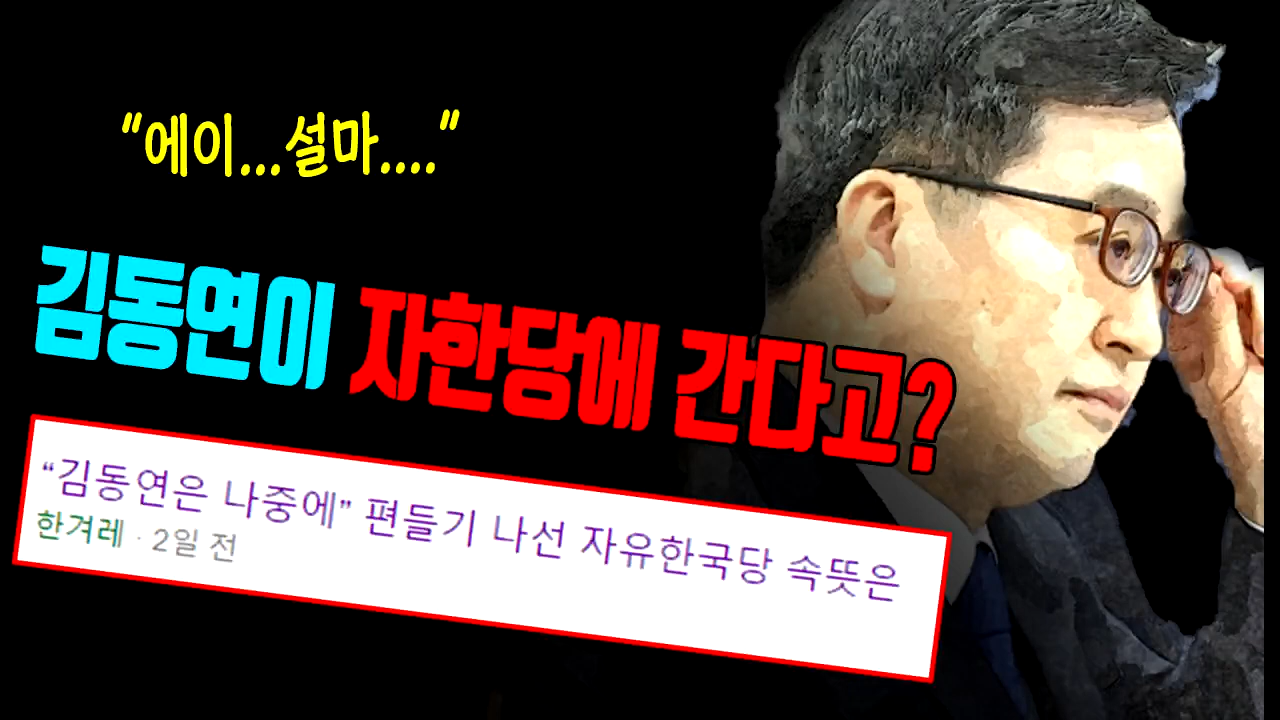 "에이...설마...."
김동연이 자한당에 간다고?
“김동연은 나중에” 편들기 나선 자유한국당 속뜻은
한겨레 · 2일 전